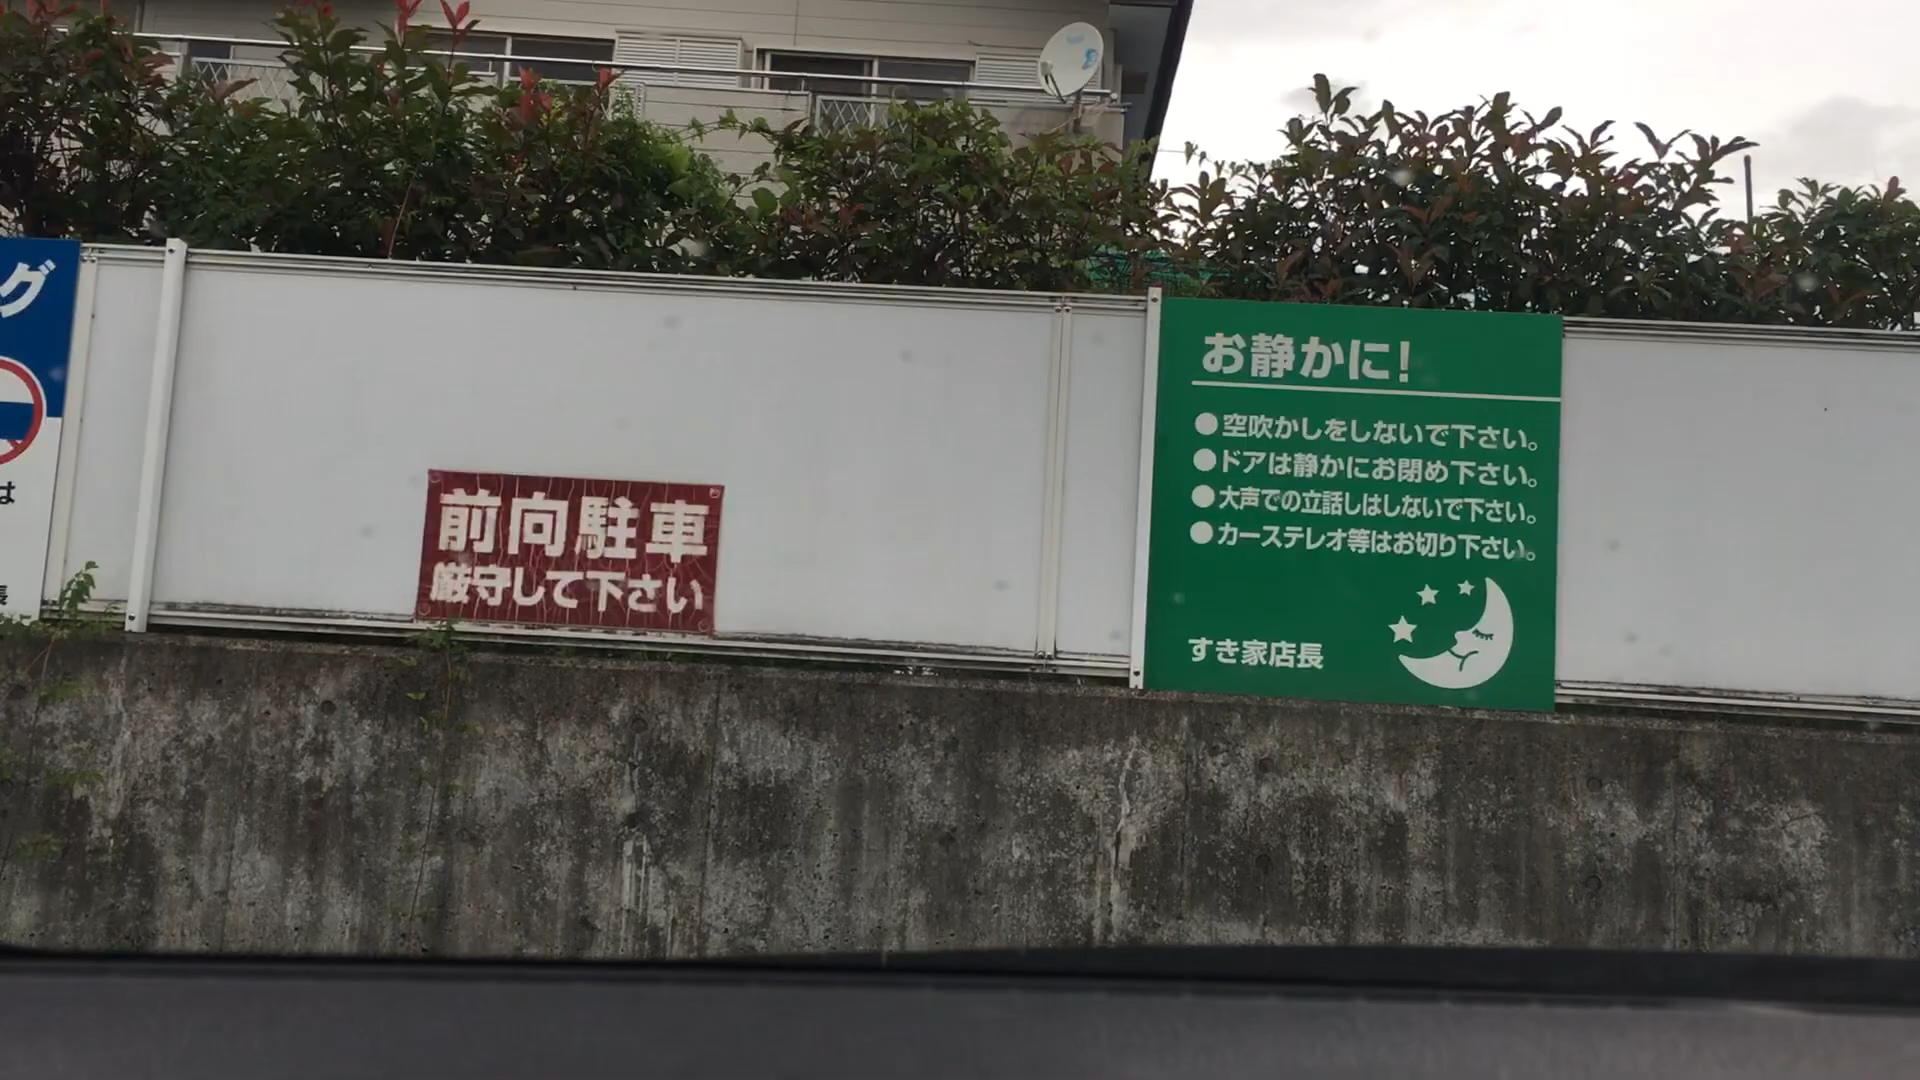 グ
は
長
前向駐車
厳守して下さい
お静かに!
●空吹かしをしないで下さい。
●ドアは静かにお閉め下さい。
●大声での立話しはしないで下さい。
●カーステレオ等はお切り下さい。
すき家店長